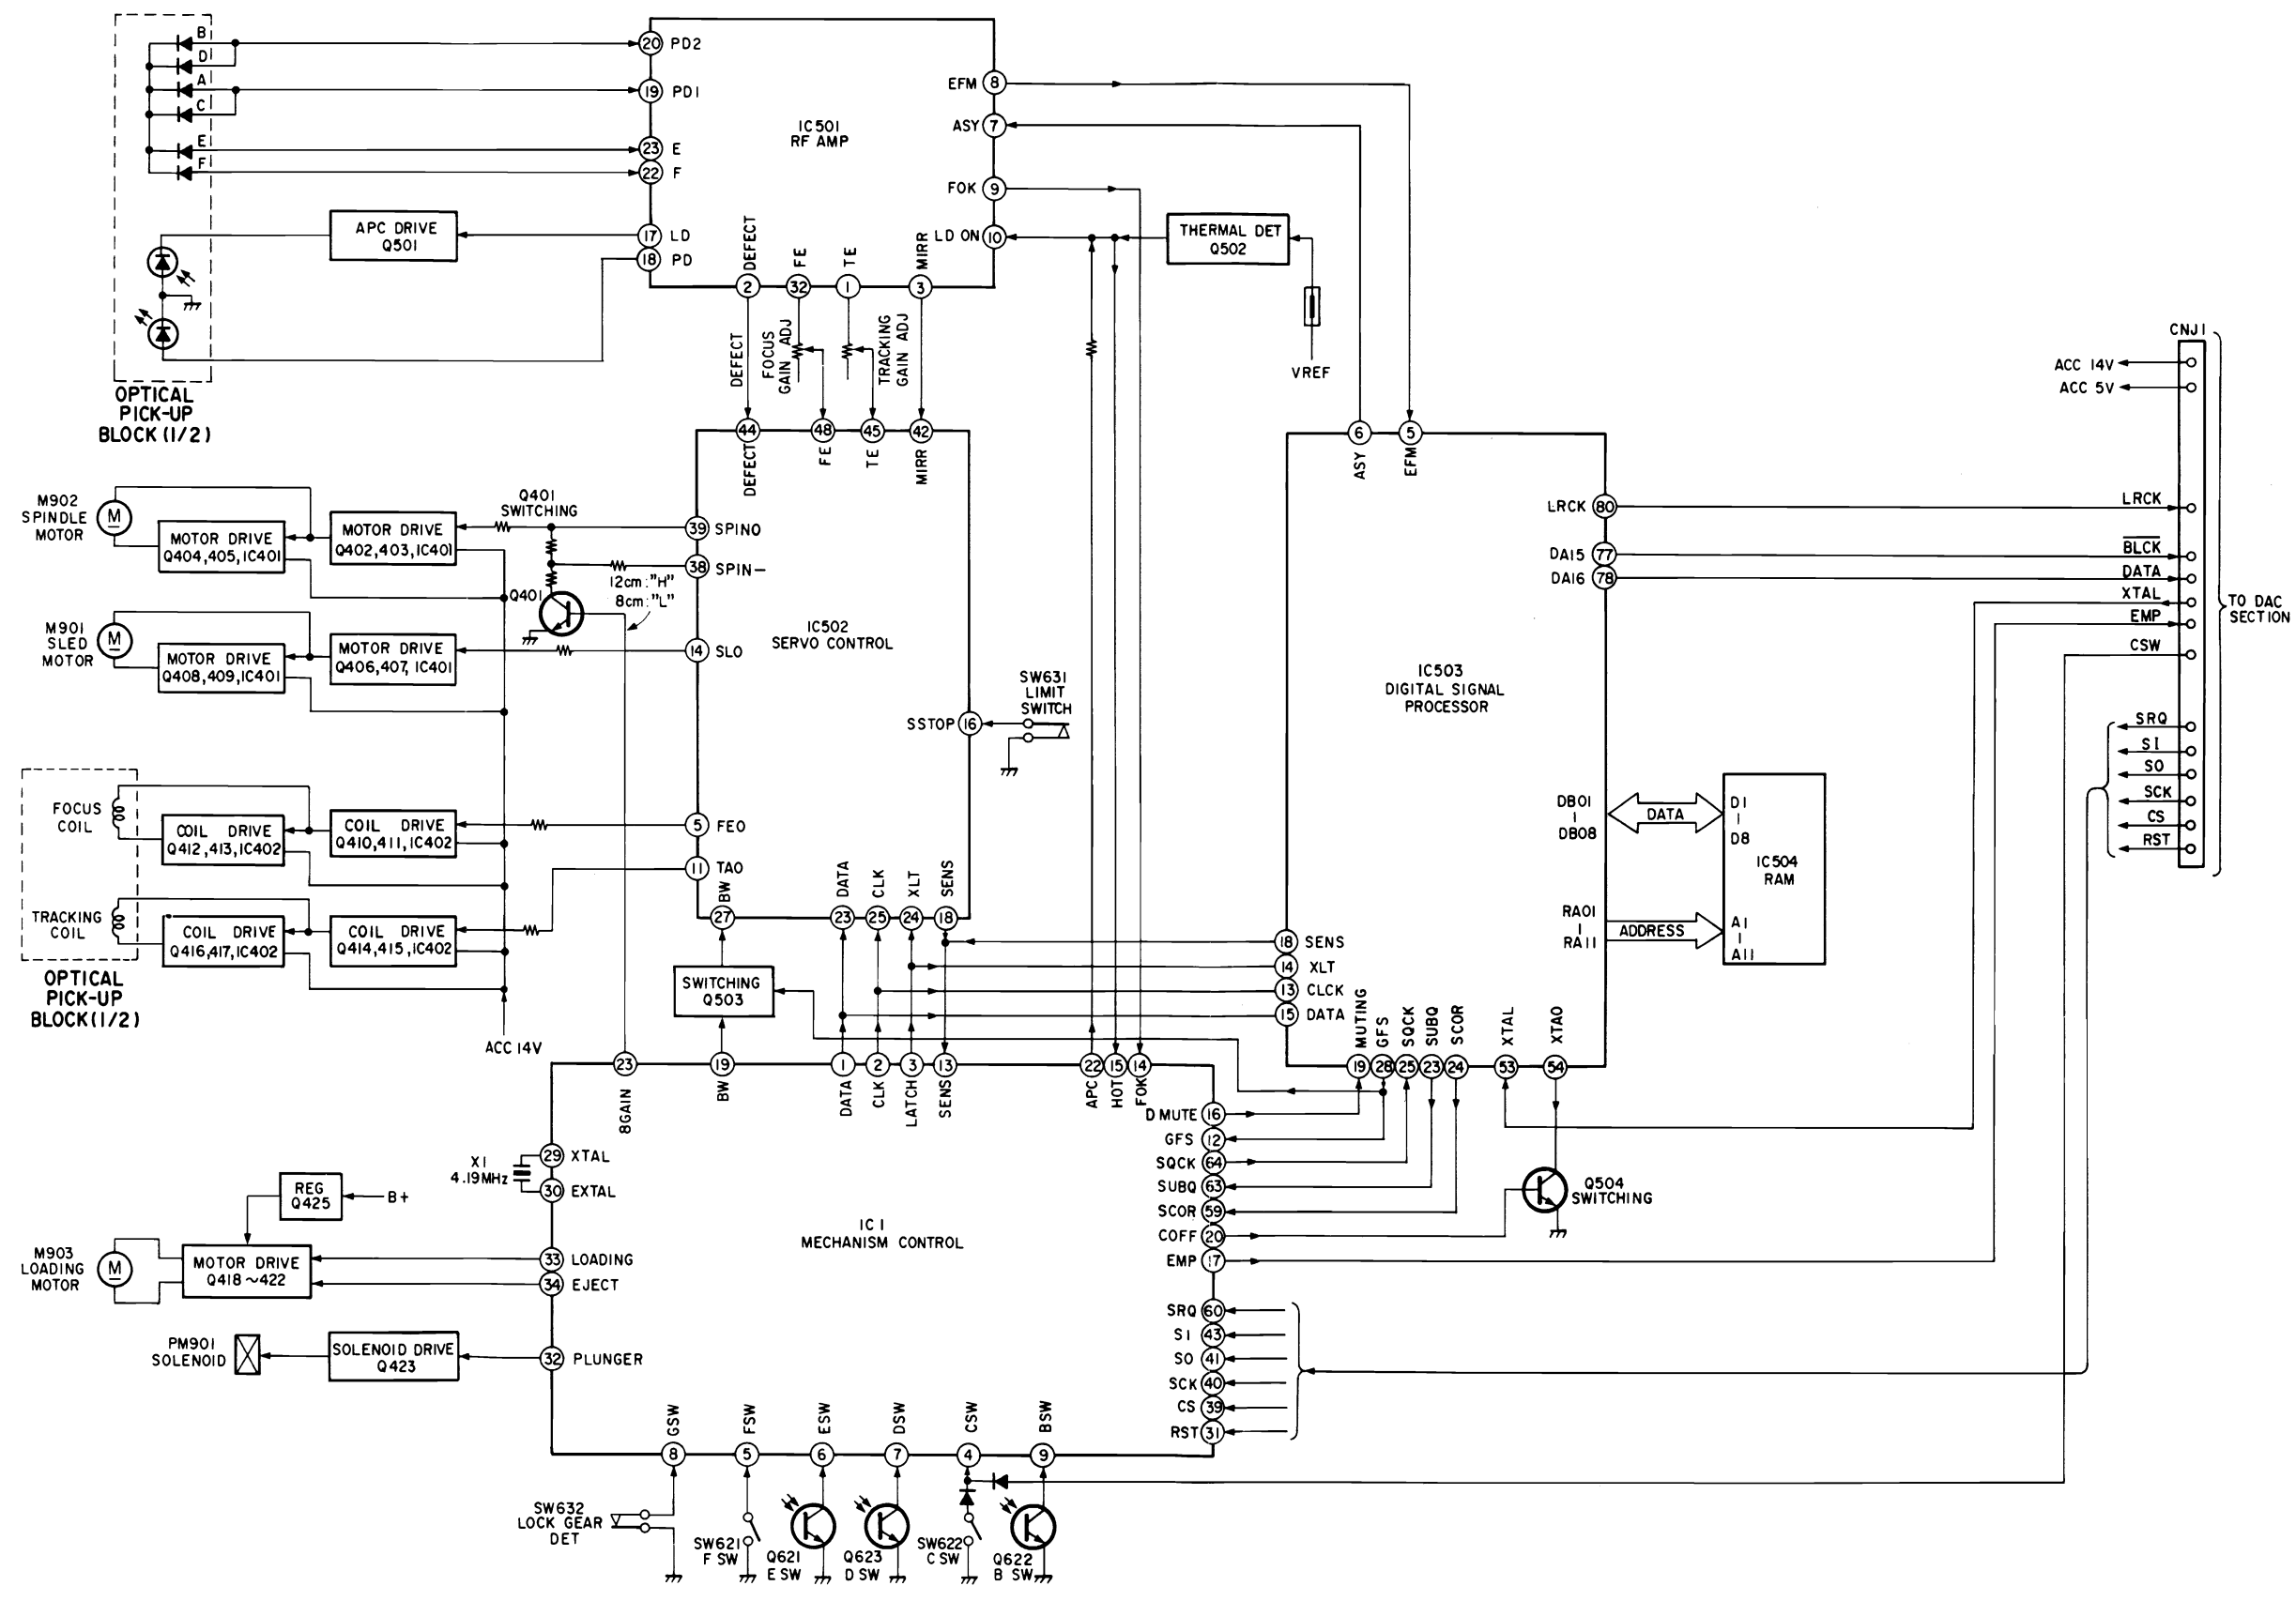 B
D
A
C
E
F
20 PD2
19 PD1
23 E
22 F
17 LD
18 PD
IC501
RF AMP
EFM 8
ASY 7
FOK 9
LD ON 10
DEFECT
FE
TE
MIRR
2
32
1
3
APC DRIVE
Q501
THERMAL DET
Q502
VREF
OPTICAL
PICK-UP
BLOCK (1/2)
DEFECT
FOCUS
GAIN ADJ
TRACKING
GAIN ADJ
44
48
45
42
DEFECT
FE
TE
MIRR
6
5
ASY
EFM
CNJ1
ACC 14V
ACC 5V
LRCK
BLCK
DATA
XTAL
EMP
CSW
SRQ
SI
SO
SCK
CS
RST
TO DAC
SECTION
M902
SPINDLE
MOTOR
M
MOTOR DRIVE
Q404,405,IC401
MOTOR DRIVE
Q402,403,IC401
Q401
SWITCHING
39 SPINO
38 SPIN-
12cm:"H"
8cm:"L"
Q401
M901
SLED
MOTOR
M
MOTOR DRIVE
Q408,409,IC401
MOTOR DRIVE
Q406,407,IC401
14 SLO
IC502
SERVO CONTROL
SW631
LIMIT
SWITCH
SSTOP 16
LRCK 80
DA15 77
DA16 78
IC503
DIGITAL SIGNAL
PROCESSOR
DB01
DB08
DATA
D1
D8
IC504
RAM
RA01
RA11
ADDRESS
A1
A11
FOCUS
COIL
COIL DRIVE
Q412,413,IC402
COIL DRIVE
Q410,411,IC402
5 FEO
11 TAO
TRACKING
COIL
COIL DRIVE
Q416,417,IC402
COIL DRIVE
Q414,415,IC402
OPTICAL
PICK-UP
BLOCK(1/2)
ACC 14V
BW
DATA
CLK
XLT
SENS
27
23
25
24
18
SWITCHING
Q503
18 SENS
14 XLT
13 CLCK
15 DATA
MUTING
GFS
SQCK
SUBQ
SCOR
XTAL
XTAO
19
28
25
23
24
53
54
23
19
1
2
3
13
22
15
14
8GAIN
BW
DATA
CLK
LATCH
SENS
APC
HOT
FOK
D MUTE 16
GFS 12
SQCK 64
SUBQ 63
SCOR 59
COFF 20
EMP 17
Q504
SWITCHING
X1
4.19MHz
29 XTAL
30 EXTAL
REG
Q425
B+
M903
LOADING
MOTOR
M
MOTOR DRIVE
Q418~422
33 LOADING
34 EJECT
IC1
MECHANISM CONTROL
PM901
SOLENOID
SOLENOID DRIVE
Q423
32 PLUNGER
SRQ 60
SI 43
SO 41
SCK 40
CS 39
RST 31
GSW
FSW
ESW
DSW
CSW
BSW
8
5
6
7
4
9
SW632
LOCK GEAR
DET
SW621
F SW
Q621
E SW
Q623
D SW
SW622
C SW
Q622
B SW